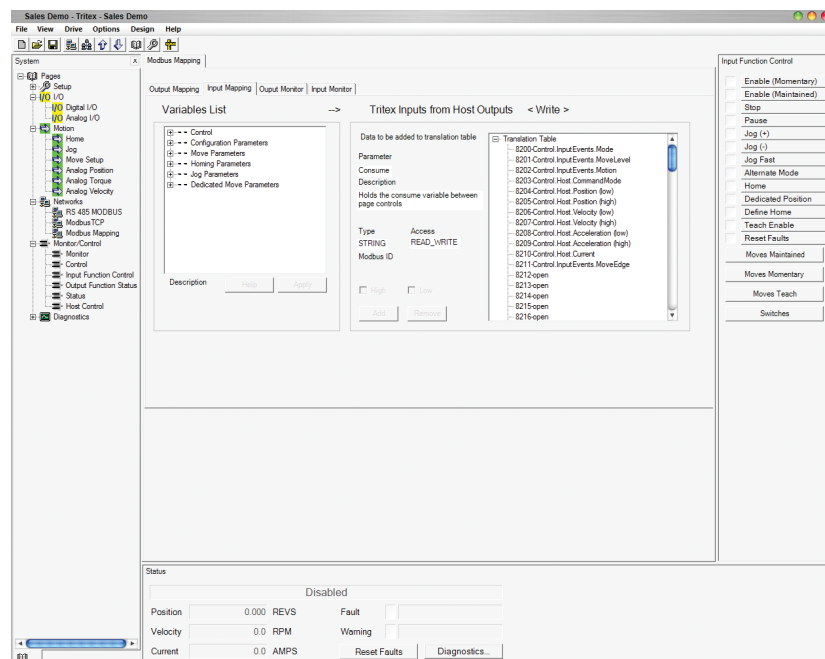 Sales Demo - Tritex - Sales Demo
File View Drive Options Design Help
System x
Pages
Setup
I/O I/O
I/O Digital I/O
I/O Analog I/O
Motion
Home
Jog
Move Setup
Analog Position
Analog Torque
Analog Velocity
Networks
RS 485 MODBUS
ModbusTCP
Modbus Mapping
Monitor/Control
Monitor
Control
Input Function Control
Output Function Status
Status
Host Control
Diagnostics
Modbus Mapping
Output Mapping Input Mapping Ouput Monitor Input Monitor
Variables List -->
Control
Configuration Parameters
Move Parameters
Homing Parameters
Jog Parameters
Dedicated Move Parameters
Description Help Apply
Tritex Inputs from Host Outputs < Write >
Data to be added to translation table
Parameter
Consume
Description
Holds the consume variable between
page controls
Type Access
STRING READ_WRITE
Modbus ID
High Low
Add Remove
Translation Table
8200-Control.InputEvents.Mode
8201-Control.InputEvents.MoveLevel
8202-Control.InputEvents.Motion
8203-Control.Host.CommandMode
8204-Control.Host.Position (low)
8205-Control.Host.Position (high)
8206-Control.Host.Velocity (low)
8207-Control.Host.Velocity (high)
8208-Control.Host.Acceleration (low)
8209-Control.Host.Acceleration (high)
8210-Control.Host.Current
8211-Control.InputEvents.MoveEdge
8212-open
8213-open
8214-open
8215-open
8216-open
Input Function Control
Enable (Momentary)
Enable (Maintained)
Stop
Pause
Jog (+)
Jog (-)
Jog Fast
Alternate Mode
Home
Dedicated Position
Define Home
Teach Enable
Reset Faults
Moves Maintained
Moves Momentary
Moves Teach
Switches
Status
Disabled
Position 0.000 REVS Fault
Velocity 0.0 RPM Warning
Current 0.0 AMPS Reset Faults Diagnostics...